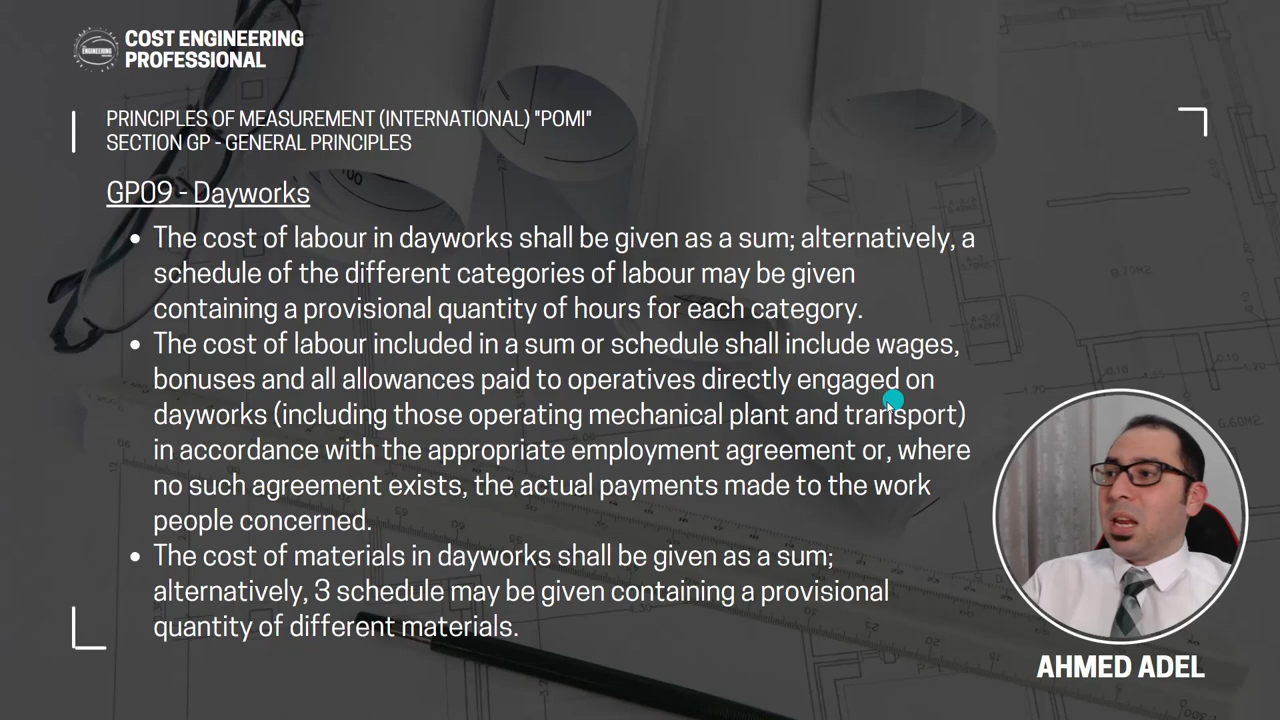 COST ENGINEERING
PROFESSIONAL
ENGINEERING
PRINCIPLES OF MEASUREMENT (INTERNATIONAL) "POMI"
SECTION GP - GENERAL PRINCIPLES
GP09 - Dayworks
• The cost of labour in dayworks shall be given as a sum; alternatively, a
schedule of the different categories of labour may be given
containing a provisional quantity of hours for each category.
• The cost of labour included in a sum or schedule shall include wages,
bonuses and all allowances paid to operatives directly engaged on
dayworks (including those operating mechanical plant and transport)
in accordance with the appropriate employment agreement or, where
no such agreement exists, the actual payments made to the work
people concerned.
• The cost of materials in dayworks shall be given as a sum;
alternatively, 3 schedule may be given containing a provisional
quantity of different materials.
AHMED ADEL